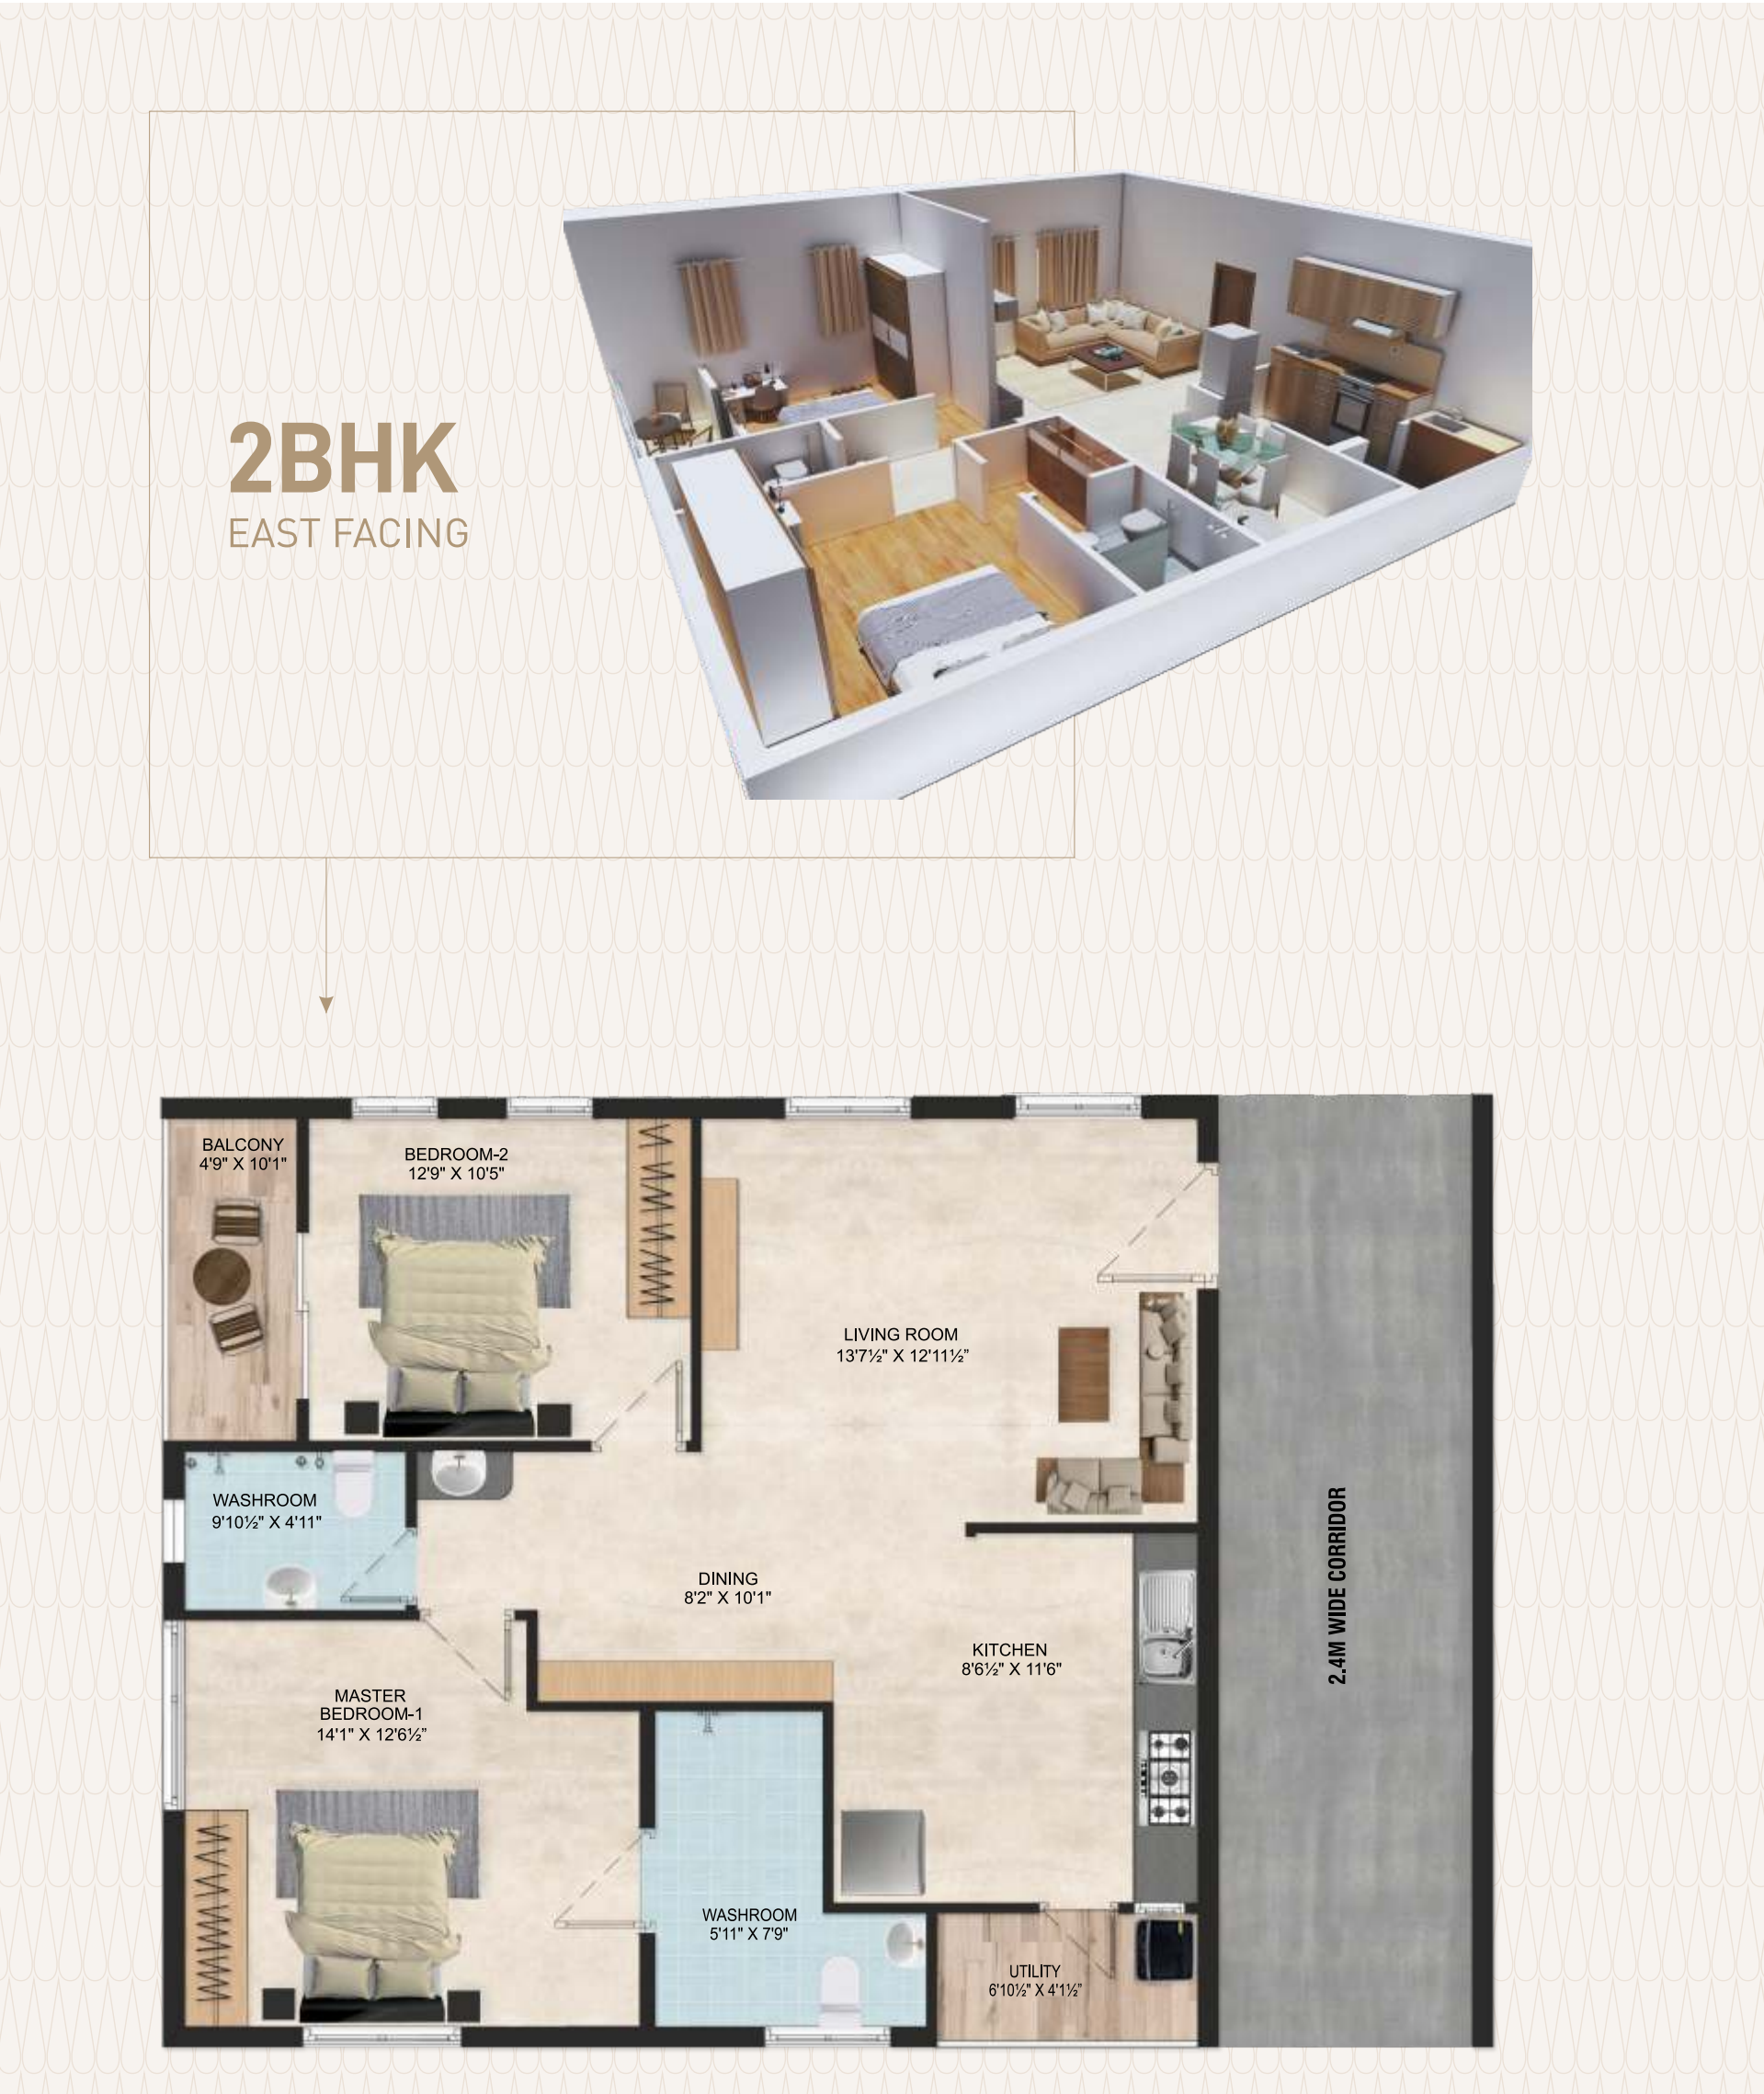 2BHK
EAST FACING
BALCONY
4'9" X 10'1"
BEDROOM-2
12'9" X 10'5"
LIVING ROOM
13'7½" X 12'11½”
WASHROOM
9'10½" X 4'11"
DINING
8'2" X 10'1"
KITCHEN
8'6½" X 11'6"
2.4M WIDE CORRIDOR
MASTER
BEDROOM-1
14'1" X 12'6½”
WASHROOM
5'11" X 7'9"
UTILITY
6'10½" X 4'1½”